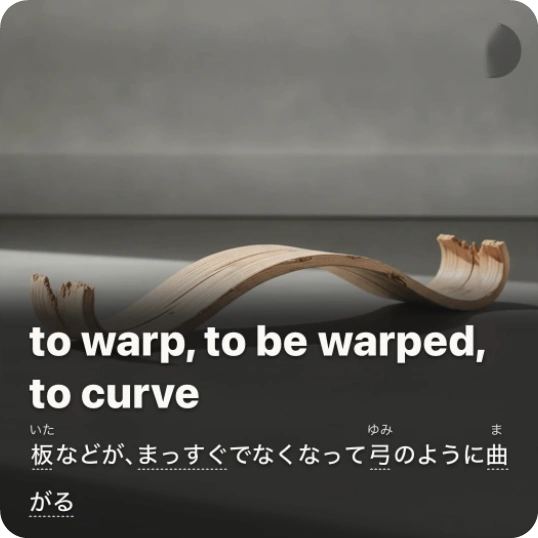 to warp, to be warped,
to curve
いた ゆみ ま
板などが、まっすぐでなくなって弓のように曲
がる